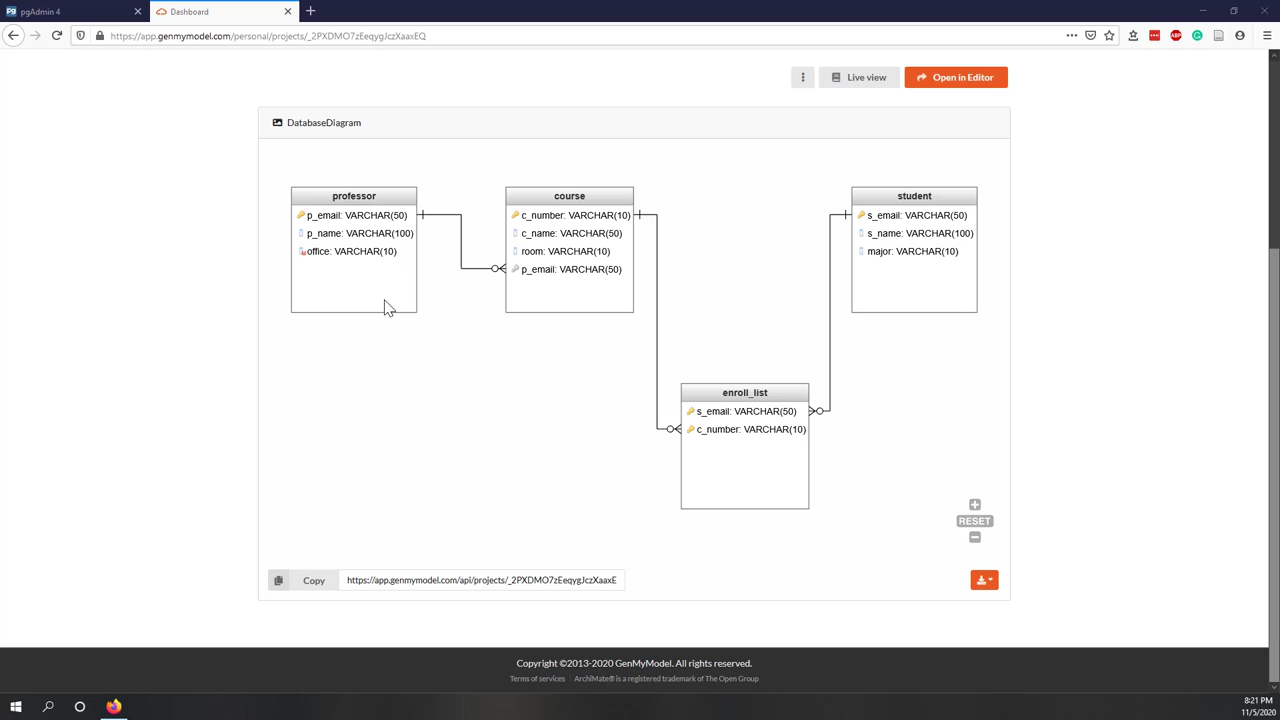 pgAdmin 4
Dashboard
https://app.genmymodel.com/personal/projects/_2PXDMO7zEeqygJczXaaxEQ
ABP
Live view
Open in Editor
DatabaseDiagram
professor
p_email: VARCHAR(50)
p_name: VARCHAR(100)
office: VARCHAR(10)
course
c_number: VARCHAR(10)
c_name: VARCHAR(50)
room: VARCHAR(10)
p_email: VARCHAR(50)
student
s_email: VARCHAR(50)
s_name: VARCHAR(100)
major: VARCHAR(10)
enroll_list
s_email: VARCHAR(50)
c_number: VARCHAR(10)
RESET
Copy
https://app.genmymodel.com/api/projects/_2PXDMO7zEeqygJczXaaxE
Copyright ©2013-2020 GenMyModel. All rights reserved.
Terms of services
ArchiMate® is a registered trademark of The Open Group
8:21 PM
11/5/2020